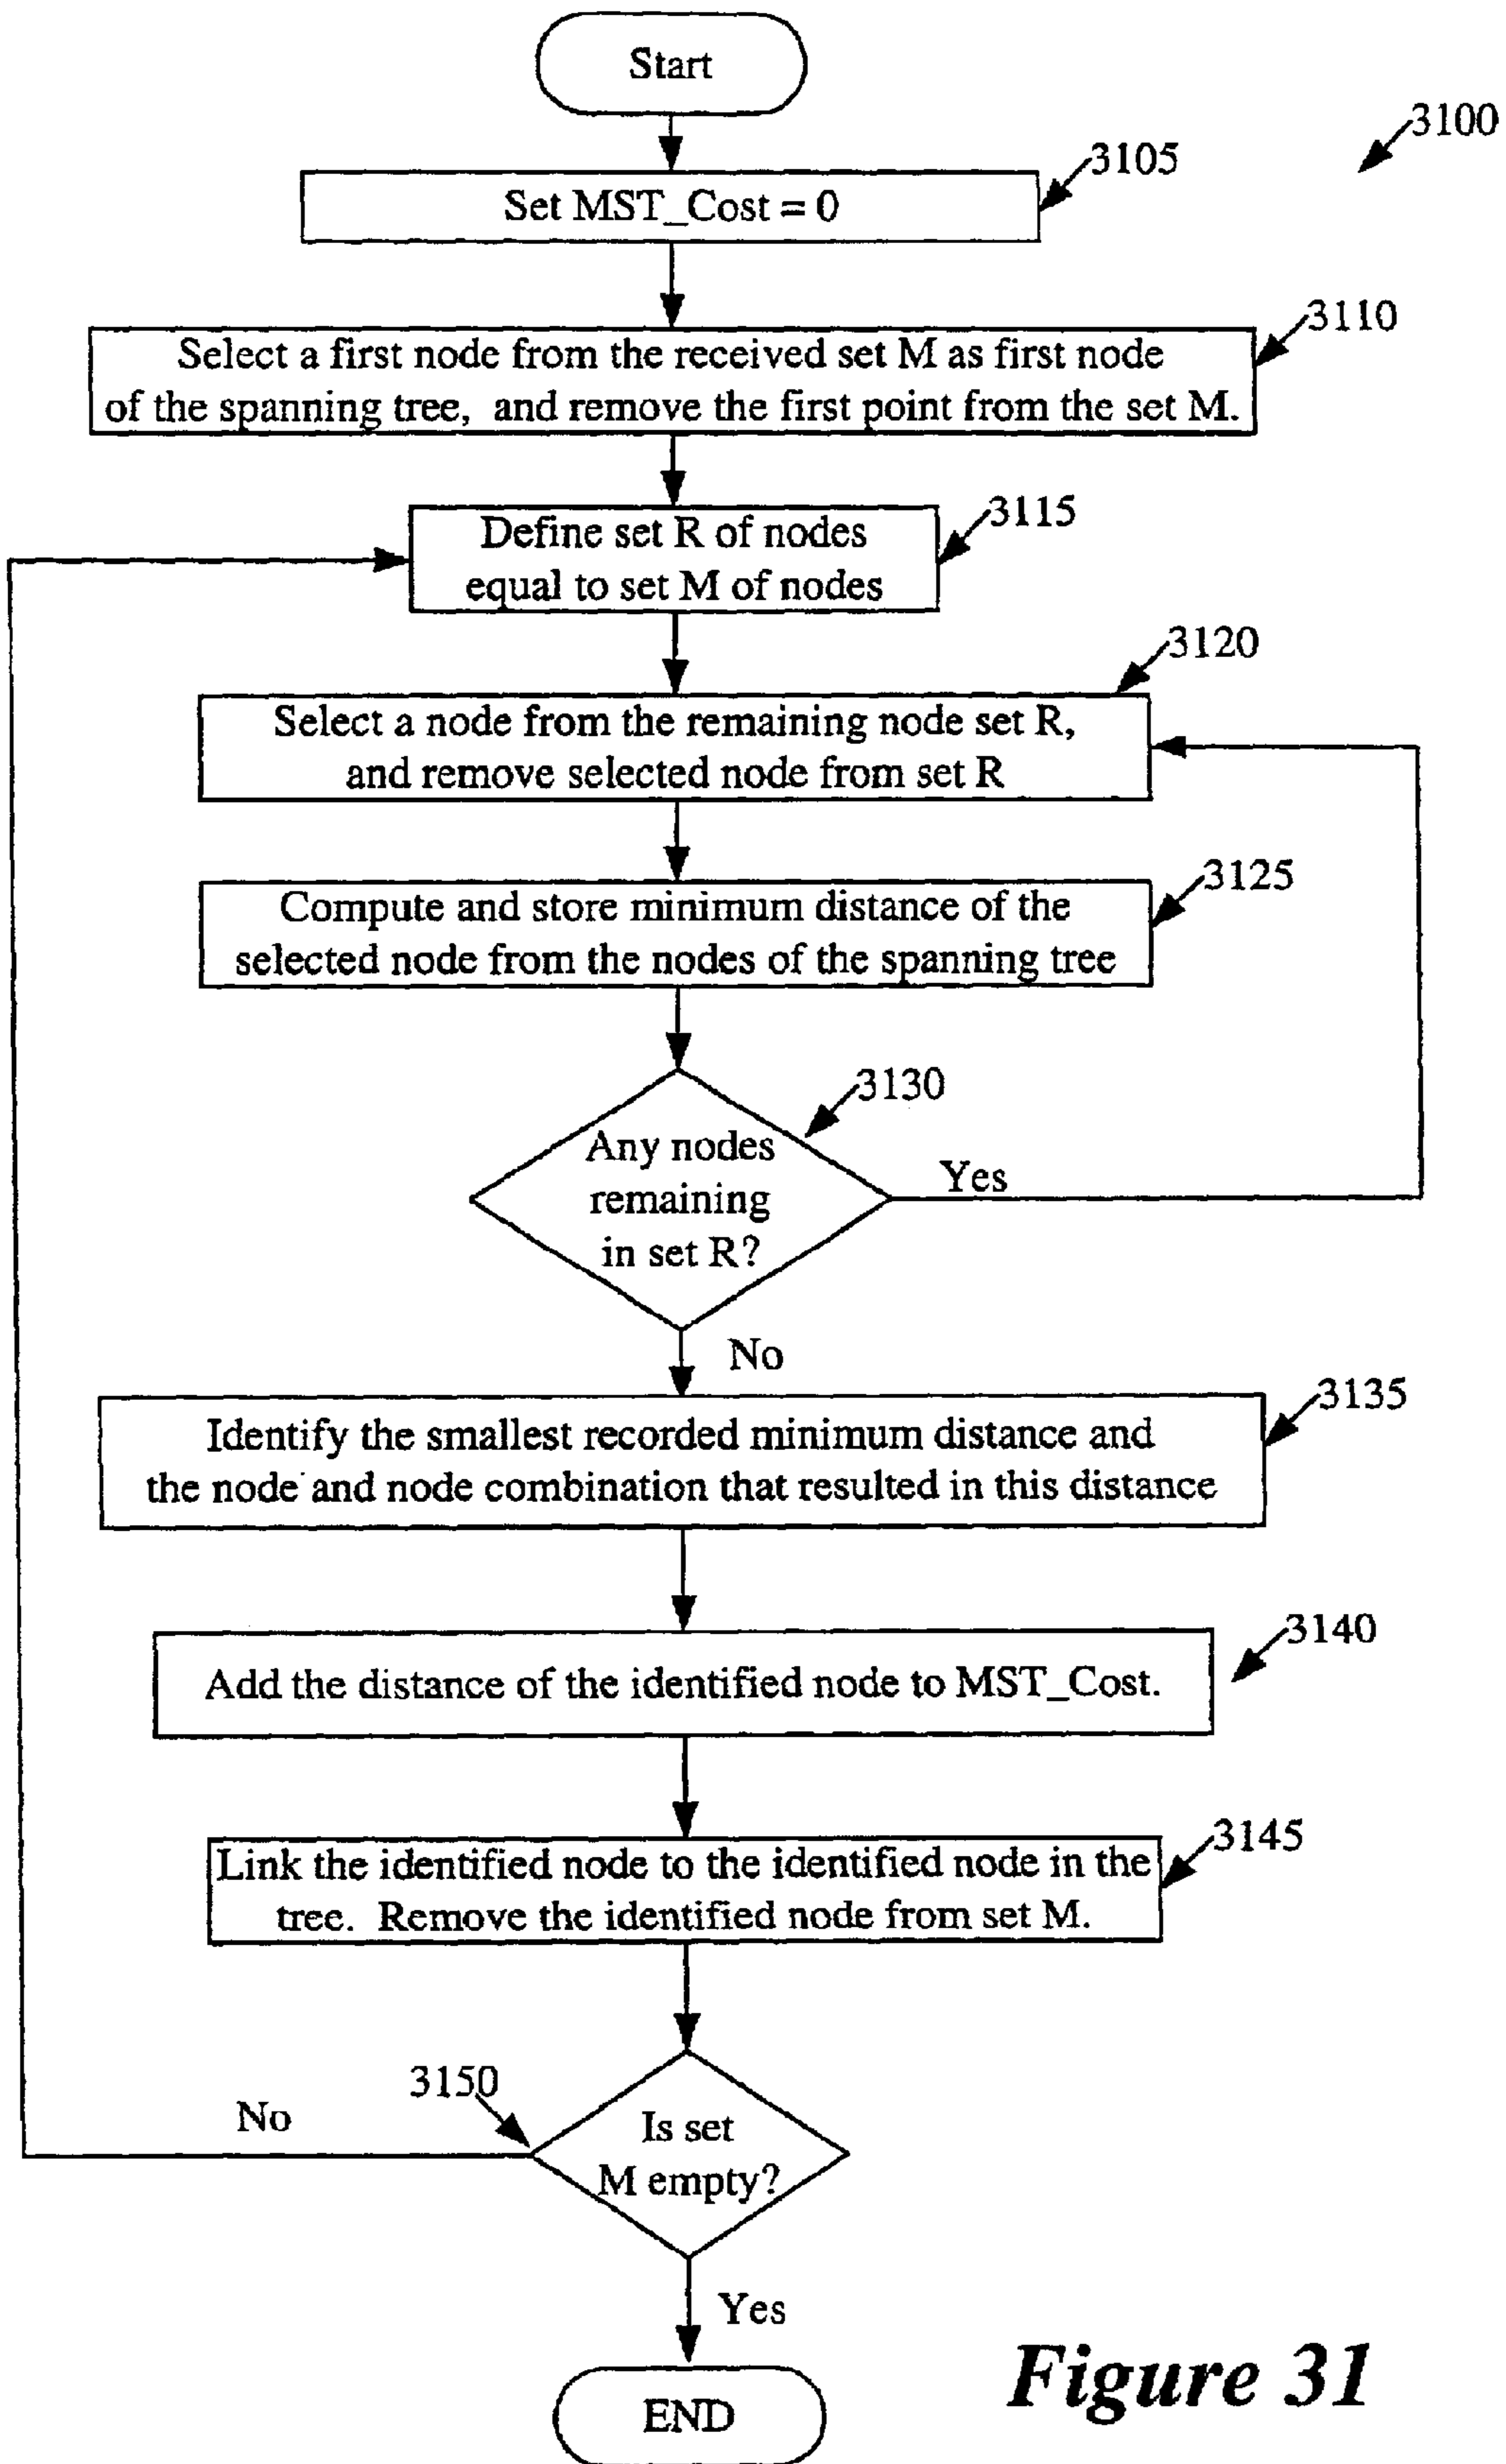 Start
3100
3105
Set MST_Cost = 0
3110
Select a first node from the received set M as first node
of the spanning tree, and remove the first point from the set M.
3115
Define set R of nodes
equal to set M of nodes
3120
Select a node from the remaining node set R,
and remove selected node from set R
3125
Compute and store minimum distance of the
selected node from the nodes of the spanning tree
3130
Any nodes
remaining
in set R?
Yes
No
3135
Identify the smallest recorded minimum distance and
the node and node combination that resulted in this distance
3140
Add the distance of the identified node to MST_Cost.
3145
Link the identified node to the identified node in the
tree. Remove the identified node from set M.
3150
No
Is set
M empty?
Yes
END
Figure 31